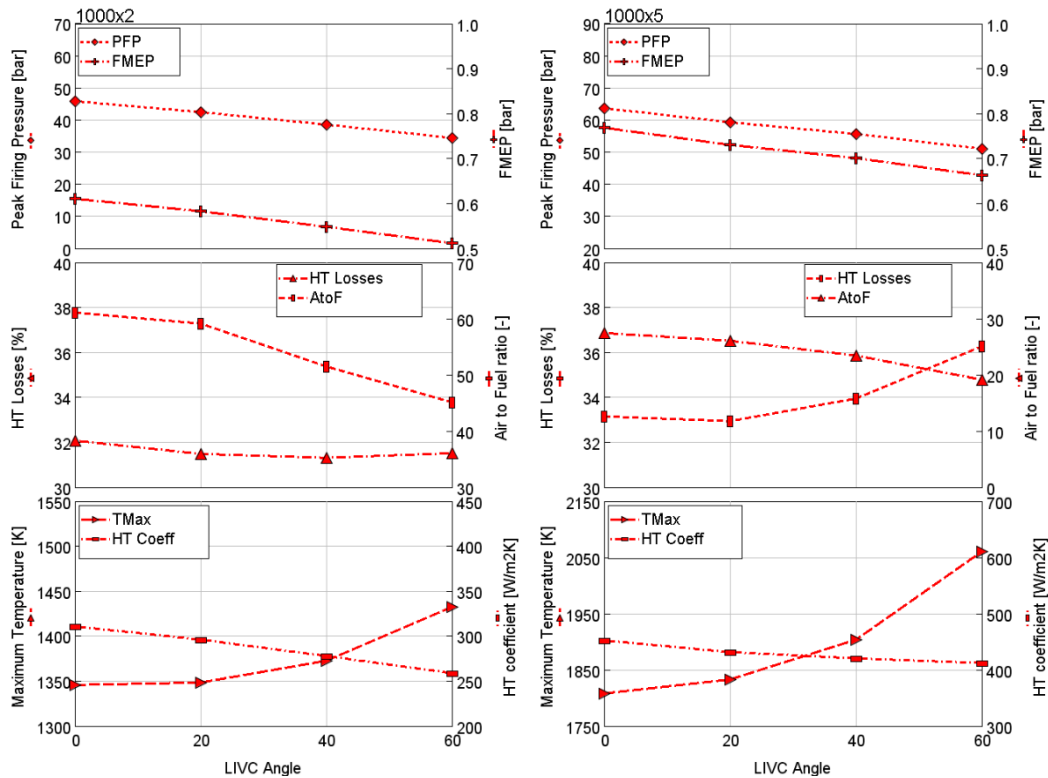 1000x2
Peak Firing Pressure [bar]
70
60
50
40
30
20
10
0
PFP
FMEP
1.0
0.9
0.8
0.7
0.6
0.5
FMEP [bar]
HT Losses [%]
40
38
36
34
32
30
HT Losses
AtoF
70
60
50
40
30
Air to Fuel ratio [-]
Maximum Temperature [K]
1550
1500
1450
1400
1350
1300
TMax
HT Coeff
450
400
350
300
250
200
HT coefficient [W/m2K]
0 20 40 60
LIVC Angle
1000x5
Peak Firing Pressure [bar]
90
80
70
60
50
40
30
20
PFP
FMEP
1.0
0.9
0.8
0.7
0.6
0.5
FMEP [bar]
HT Losses [%]
40
38
36
34
32
30
HT Losses
AtoF
40
30
20
10
0
Air to Fuel ratio [-]
Maximum Temperature [K]
2150
2050
1950
1850
1750
TMax
HT Coeff
700
600
500
400
300
HT coefficient [W/m2K]
0 20 40 60
LIVC Angle